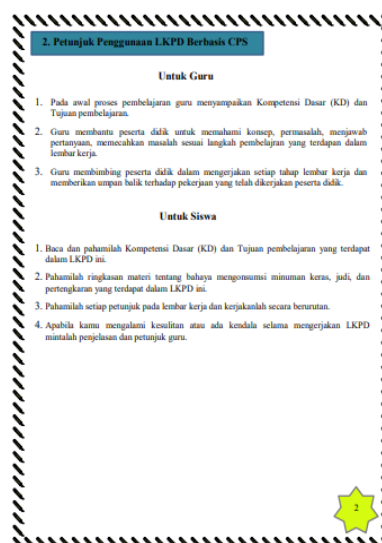 2. Petunjuk Penggunaan LKPD Berbasis CPS
Untuk Guru
1. Pada awal proses pembelajaran guru menyampaikan Kompetensi Dasar (KD) dan
Tujuan pembelajaran.
2. Guru membantu peserta didik untuk memahami konsep, permasalah, menjawab
pertanyaan, memecahkan masalah sesuai langkah pembelajran yang terdapan dalam
lembar kerja.
3. Guru membimbing peserta didik dalam mengerjakan setiap tahap lembar kerja dan
memberikan umpan balik terhadap pekerjaan yang telah dikerjakan peserta didik.
Untuk Siswa
1. Baca dan pahamilah Kompetensi Dasar (KD) dan Tujuan pembelajaran yang terdapat
dalam LKPD ini.
2. Pahamilah ringkasan materi tentang bahaya mengonsumsi minuman keras, judi, dan
pertengkaran yang terdapat dalam LKPD ini.
3. Pahamilah setiap petunjuk pada lembar kerja dan kerjakanlah secara berurutan.
4. Apabila kamu mengalami kesulitan atau ada kendala selama mengerjakan LKPD
mintalah penjelasan dan petunjuk guru.
2